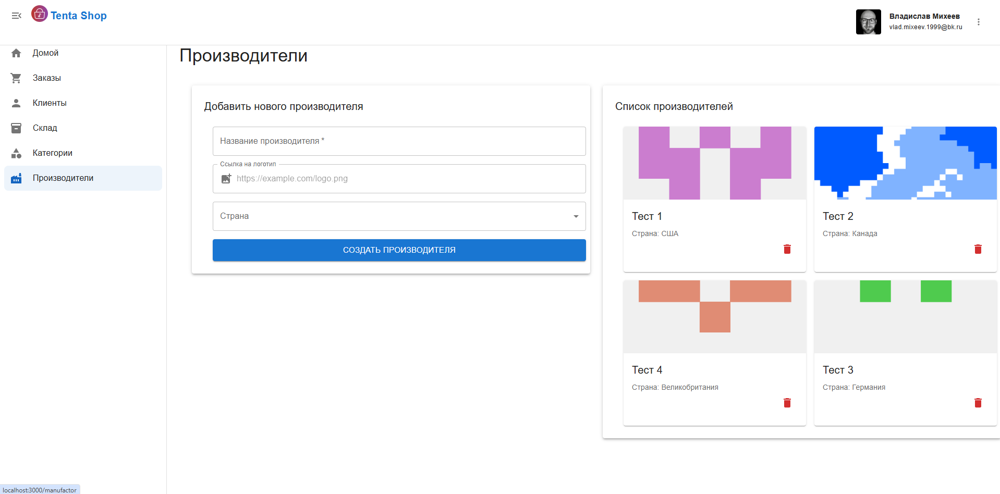 Tenta Shop
Владислав Михеев
vlad.mixeev.1999@bk.ru
Домой
Заказы
Клиенты
Склад
Категории
Производители
Производители
Добавить нового производителя
Название производителя *
Ссылка на логотип
https://example.com/logo.png
Страна
СОЗДАТЬ ПРОИЗВОДИТЕЛЯ
Список производителей
Тест 1
Страна: США
Тест 2
Страна: Канада
Тест 4
Страна: Великобритания
Тест 3
Страна: Германия
localhost:3000/manufactor